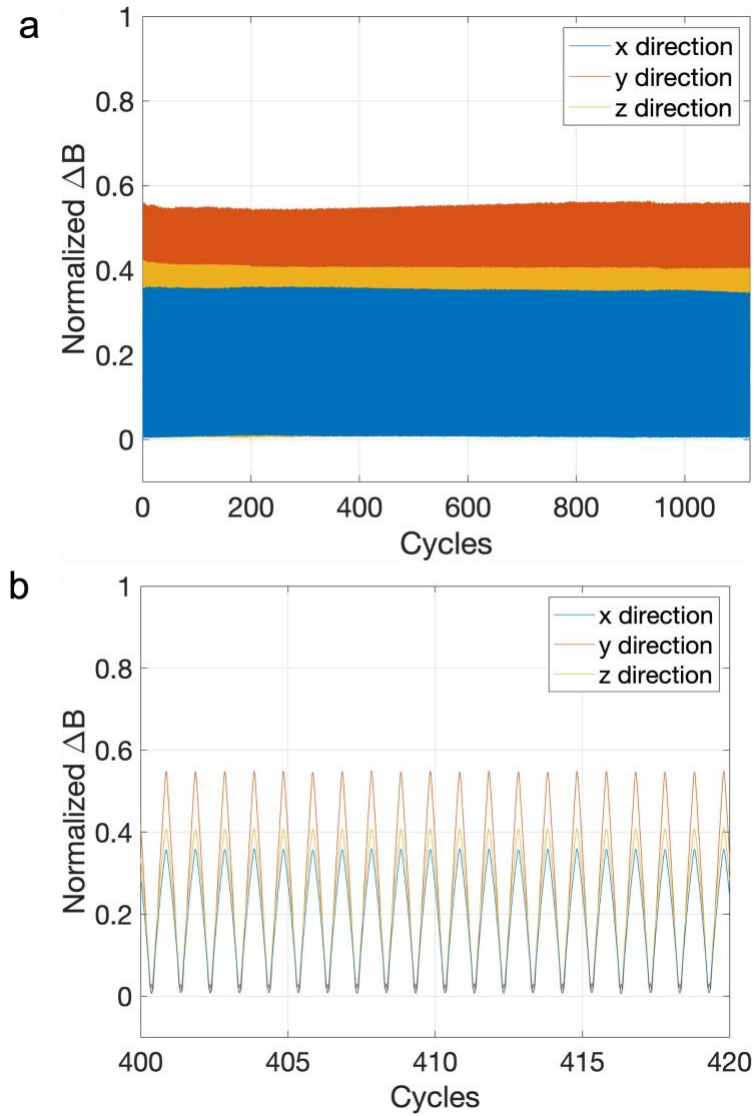 a
1
0.8
0.6
0.4
0.2
0
Normalized ΔB
x direction
y direction
z direction
0 200 400 600 800 1000
Cycles
b
1
0.8
0.6
0.4
0.2
0
Normalized ΔB
x direction
y direction
z direction
400 405 410 415 420
Cycles